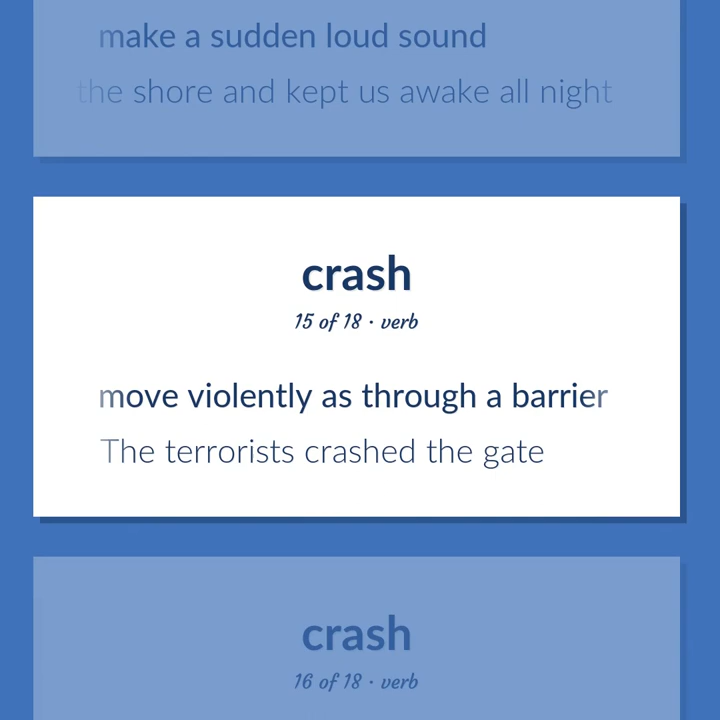 make a sudden loud sound
the shore and kept us awake all night
crash
15 of 18 · verb
move violently as through a barrier
The terrorists crashed the gate
crash
16 of 18 · verb